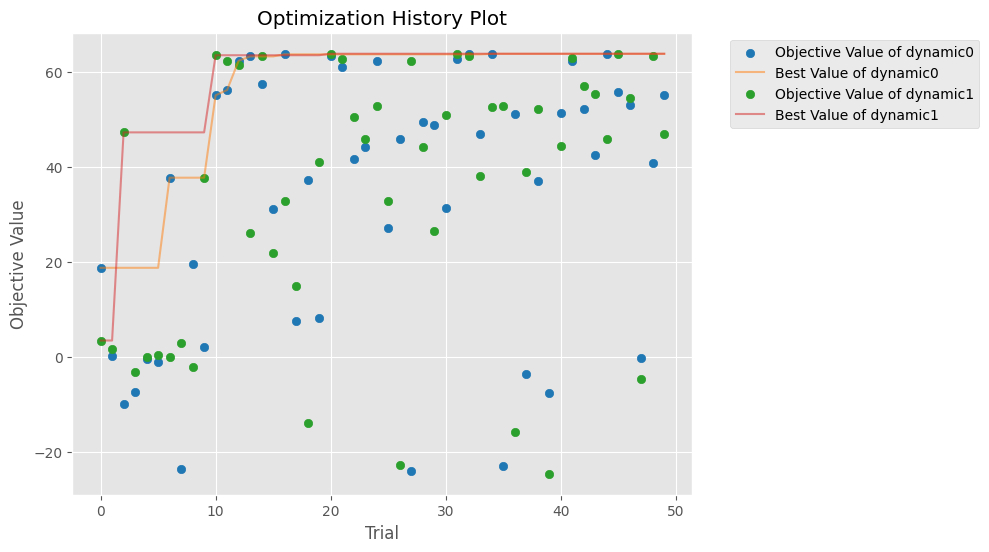 Optimization History Plot
Objective Value of dynamic0
Best Value of dynamic0
Objective Value of dynamic1
Best Value of dynamic1
60
40
20
0
−20
Objective Value
0 10 20 30 40 50
Trial